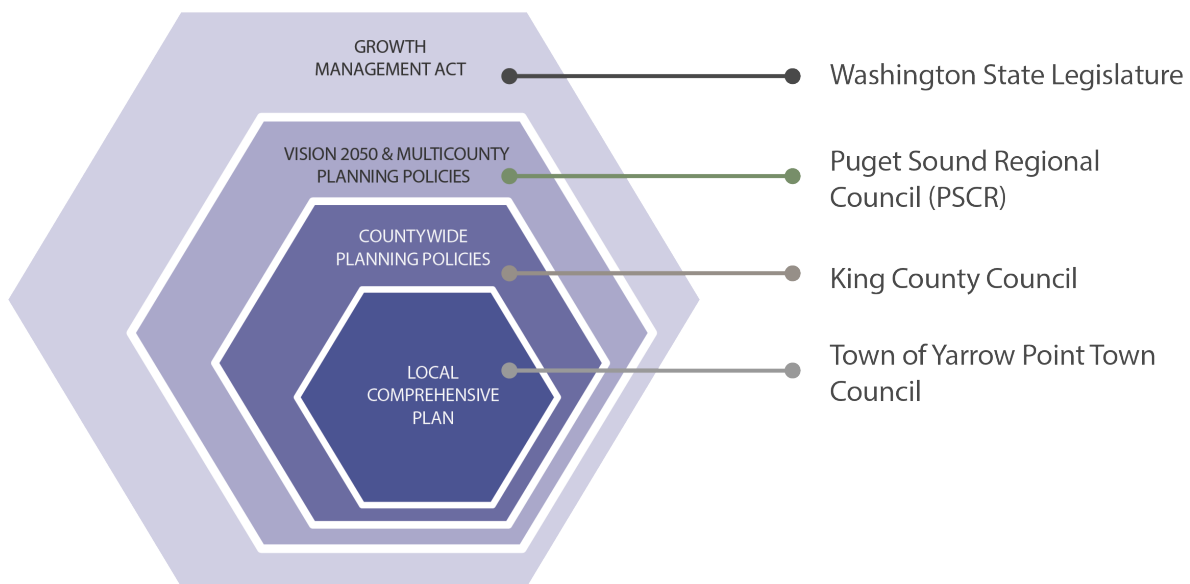 GROWTH
MANAGEMENT ACT
Washington State Legislature
VISION 2050 & MULTICOUNTY
PLANNING POLICIES
Puget Sound Regional
Council (PSCR)
COUNTYWIDE
PLANNING POLICIES
King County Council
LOCAL
COMPREHENSIVE
PLAN
Town of Yarrow Point Town
Council